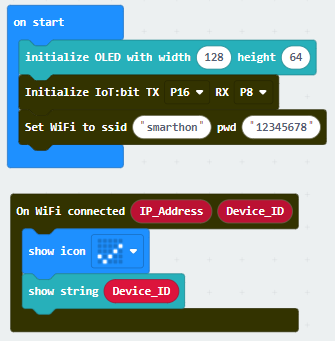 on start
initialize OLED with width 128 height 64
Initialize IoT:bit TX P16 RX P8
Set WiFi to ssid "smarthon" pwd "12345678"
On WiFi connected IP_Address Device_ID
show icon
show string Device_ID